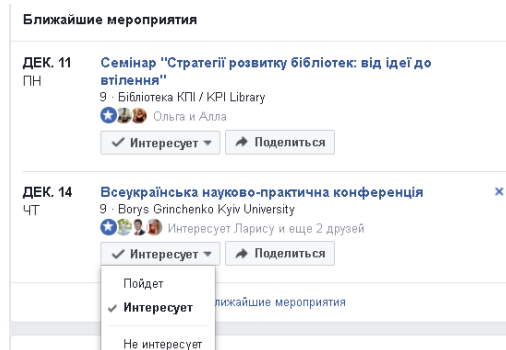 Ближайшие мероприятия
ДЕК. 11
ПН
Семінар "Стратегії розвитку бібліотек: від ідеї до
втілення"
9 · Бібліотека КПІ / KPI Library
Ольга и Алла
Интересует
Поделиться
ДЕК. 14
ЧТ
Всеукраїнська науково-практична конференція
9 · Borys Grinchenko Kyiv University
Интересует Ларису и еще 2 друзей
Интересует
Поделиться
Пойдет
Интересует
Не интересует
мероприятия